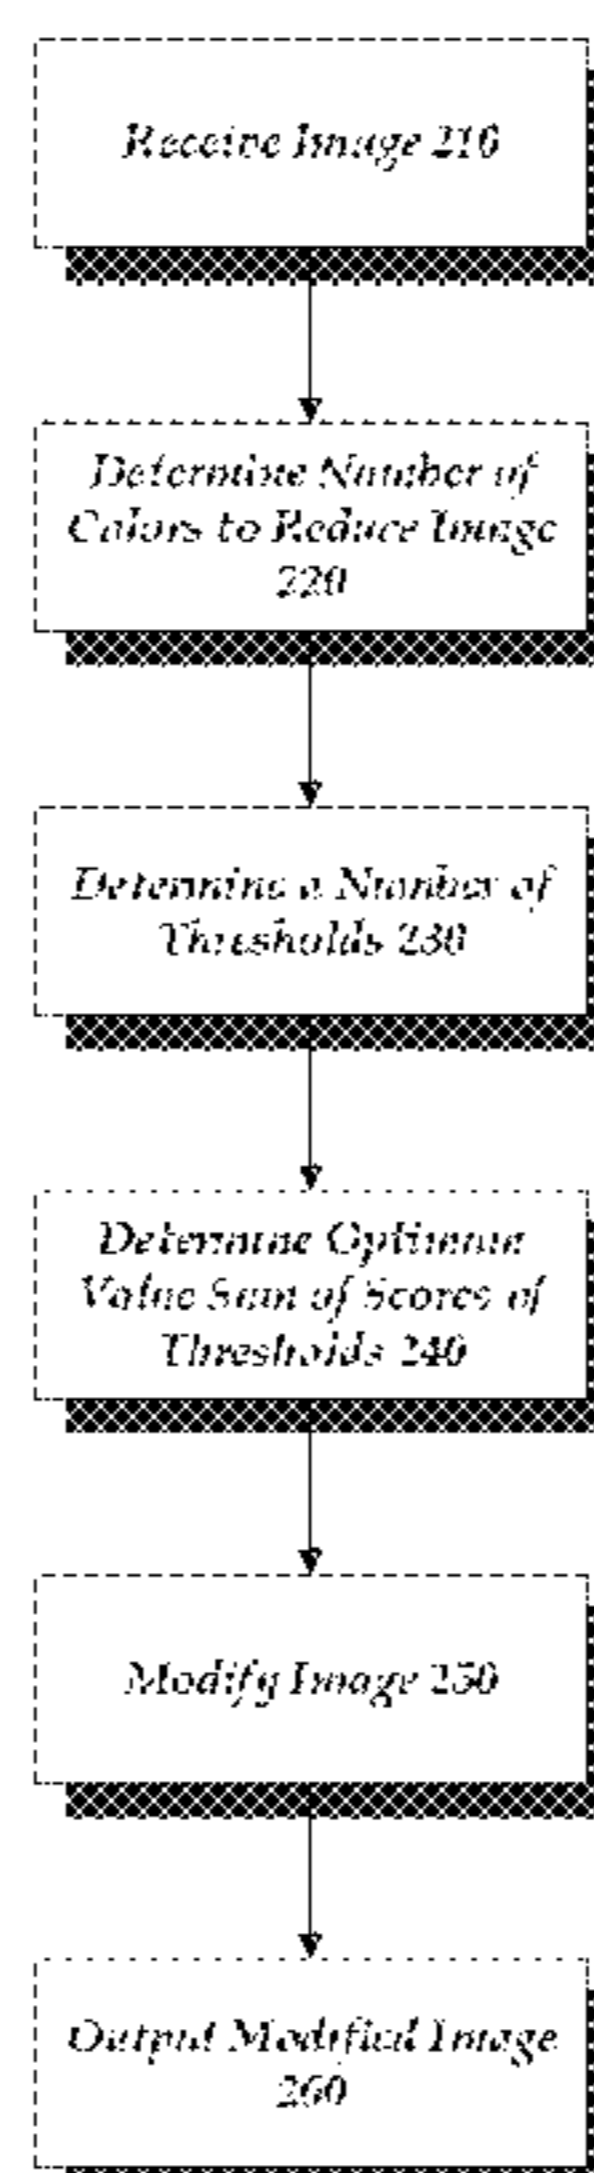 Receive Image 210
Determine Number of
Colors to Reduce Image
220
Determine a Number of
Thresholds 230
Determine Optimum
Value Sum of Scores of
Thresholds 240
Modify Image 250
Output Modified Image
260